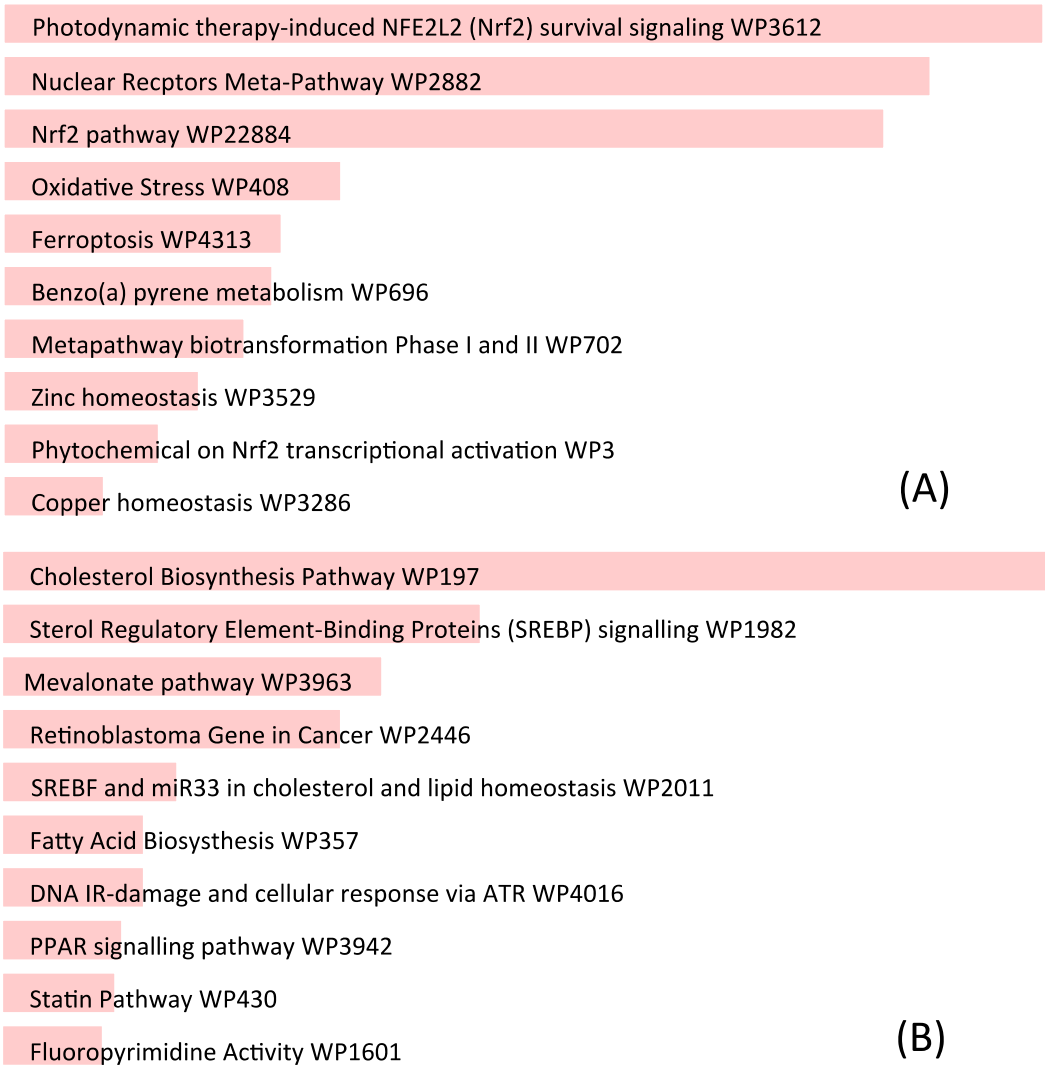 Photodynamic therapy-induced NFE2L2 (Nrf2) survival signaling WP3612
Nuclear Recptors Meta-Pathway WP2882
Nrf2 pathway WP22884
Oxidative Stress WP408
Ferroptosis WP4313
Benzo(a) pyrene metabolism WP696
Metapathway biotransformation Phase I and II WP702
Zinc homeostasis WP3529
Phytochemical on Nrf2 transcriptional activation WP3
Copper homeostasis WP3286
(A)
Cholesterol Biosynthesis Pathway WP197
Sterol Regulatory Element-Binding Proteins (SREBP) signalling WP1982
Mevalonate pathway WP3963
Retinoblastoma Gene in Cancer WP2446
SREBF and miR33 in cholesterol and lipid homeostasis WP2011
Fatty Acid Biosysthesis WP357
DNA IR-damage and cellular response via ATR WP4016
PPAR signalling pathway WP3942
Statin Pathway WP430
Fluoropyrimidine Activity WP1601
(B)